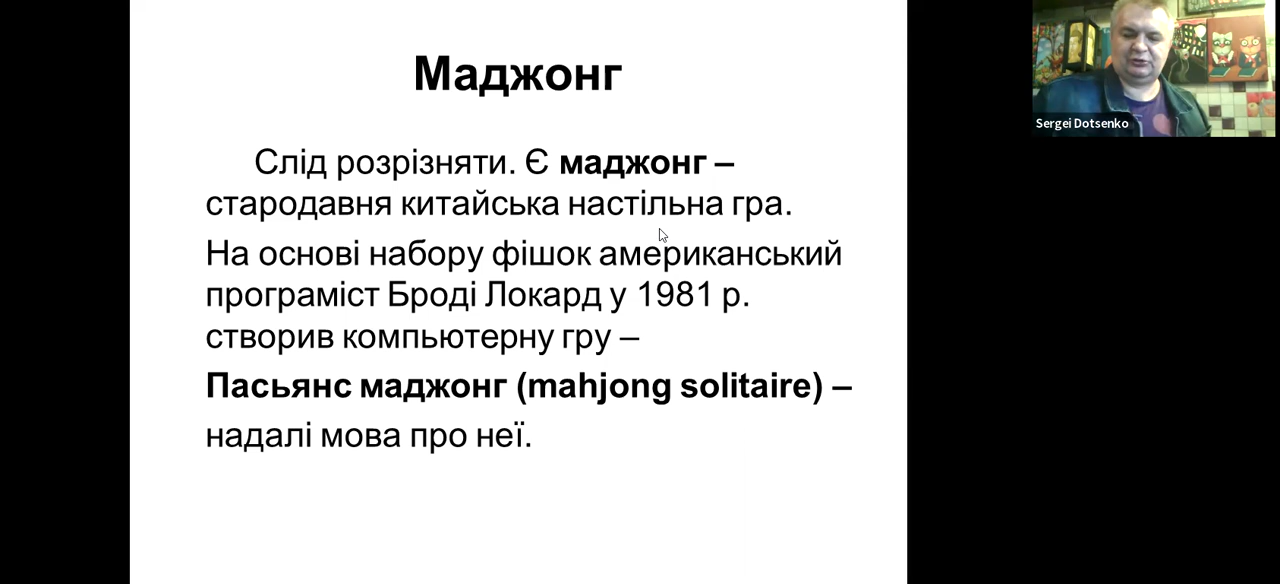 Маджонг
Слід розрізняти. Є маджонг –
стародавня китайська настільна гра.
На основі набору фішок американський
програміст Броді Локард у 1981 р.
створив компьютерну гру –
Пасьянс маджонг (mahjong solitaire) –
надалі мова про неї.
Sergei Dotsenko